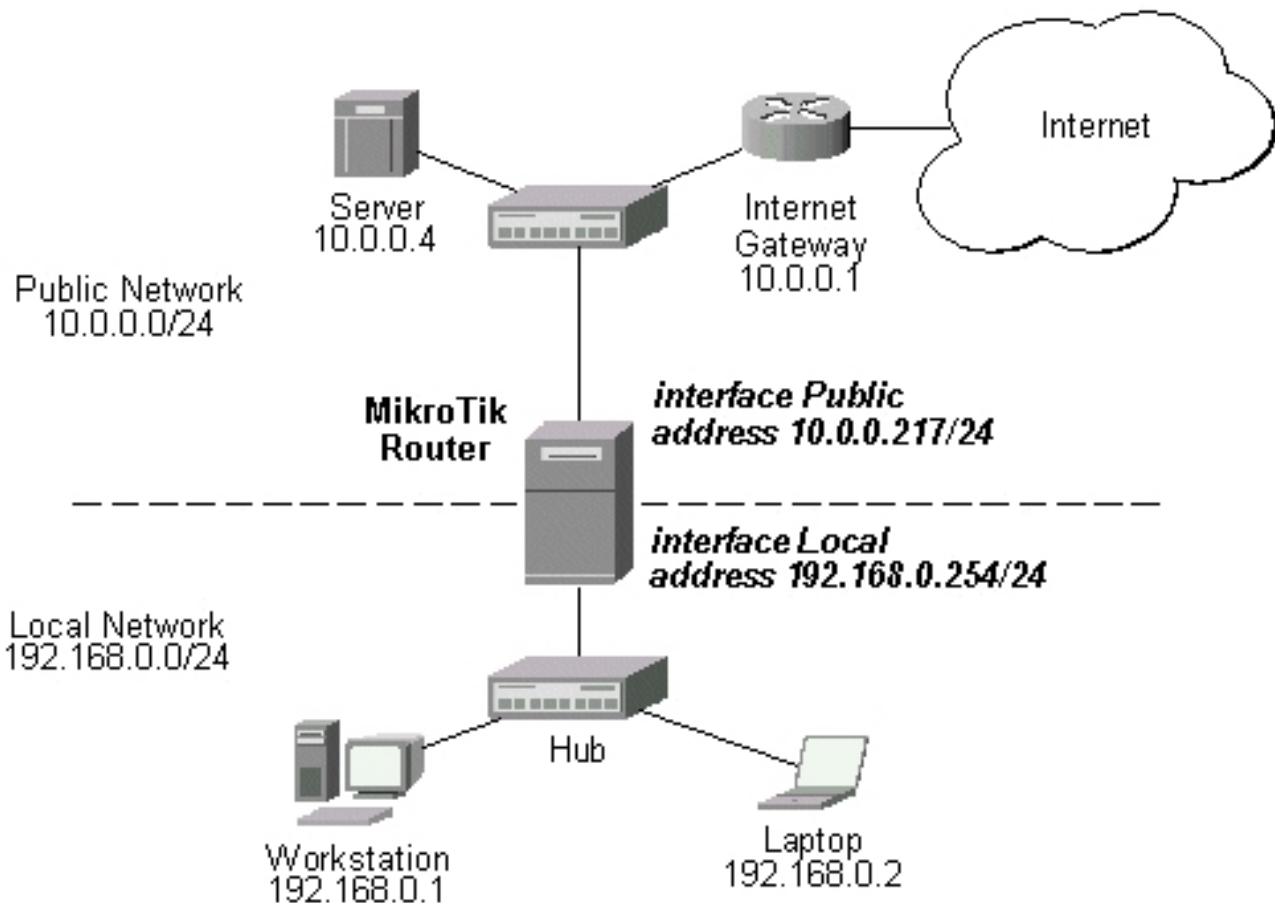 Internet
Server
10.0.0.4
Internet
Gateway
10.0.0.1
Public Network
10.0.0.0/24
MikroTik
Router
interface Public
address 10.0.0.217/24
interface Local
address 192.168.0.254/24
Local Network
192.168.0.0/24
Hub
Workstation
192.168.0.1
Laptop
192.168.0.2